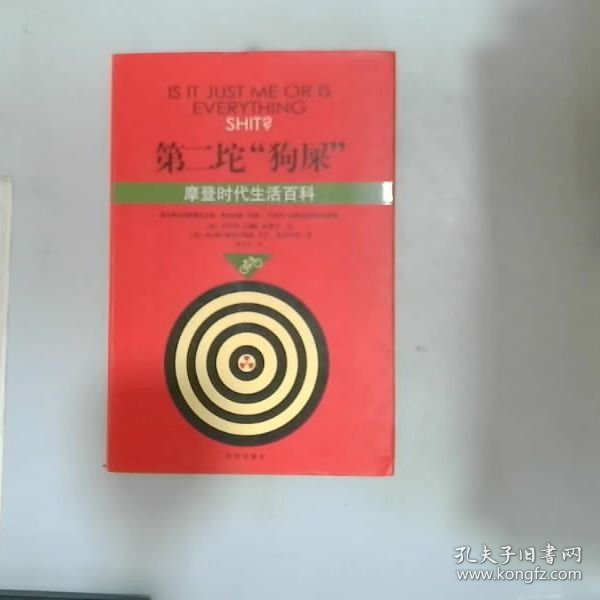 IS IT JUST ME OR IS
EVERYTHING
SHIT?
第二坨“狗屎”
摩登时代生活百科
孔夫子旧书网
www.kongfz.com